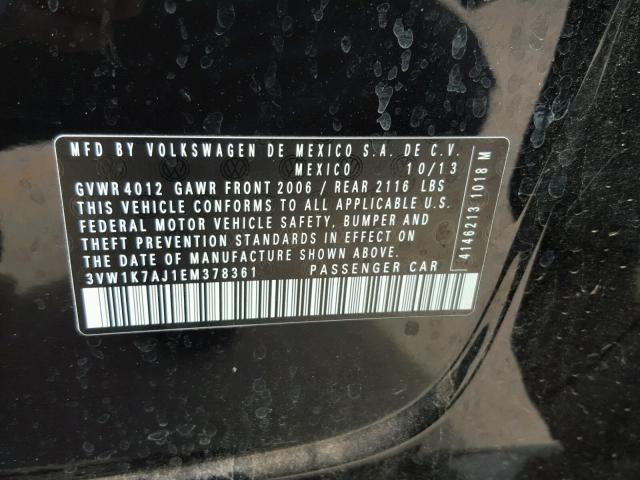 MFD BY VOLKSWAGEN DE MEXICO S.A. DE C.V.
MEXICO 10/13
GVWR 4012 GAWR FRONT 2006 / REAR 2116 LBS
THIS VEHICLE CONFORMS TO ALL APPLICABLE U.S.
FEDERAL MOTOR VEHICLE SAFETY, BUMPER AND
THEFT PREVENTION STANDARDS IN EFFECT ON
THE DATE OF MANUFACTURE SHOWN ABOVE.
3VW1K7AJ1EM378361 PASSENGER CAR
4146213 1018 M